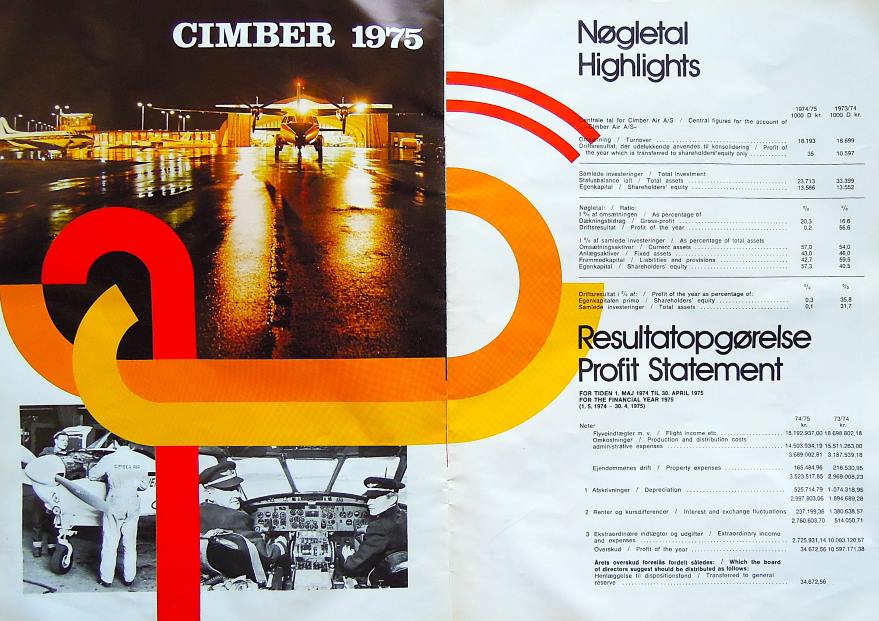 CIMBER 1975
CIMBER AIR
Nøgletal
Highlights
1974/75 1973/74
1000 D kr. 1000 D kr.
Centrale tal for Cimber Air A/S / Central figures for the account of
»Cimber Air A/S«
Omsætning / Turnover 18.193 18.699
Driftsresultat, der udelukkende anvendes til konsolidering / Profit of
the year which is transferred to shareholders' equity only 35 10.597
Samlede investeringer / Total investment
Statusbalance ialt / Total assets 23.713 33.399
Egenkapital / Shareholders' equity 13.586 13.552
Nøgletal: / Ratio: % %
I % af omsætningen / As percentage of
Dækningsbidrag / Gross-profit 20,3 16,6
Driftsresultat / Profit of the year 0,2 56,6
I % af samlede investeringer / As percentage of total assets
Omsætningsaktiver / Current assets 57,0 54,0
Anlægsaktiver / Fixed assets 43,0 46,0
Fremmedkapital / Liabilities and provisions 42,7 59,5
Egenkapital / Shareholders' equity 57,3 40,5
% %
Driftsresultat i % af: / Profit of the year as percentage of:
Egenkapitalen primo / Shareholders' equity 0,3 35,8
Samlede investeringer / Total assets 0,1 31,7
Resultatopgørelse
Profit Statement
FOR TIDEN 1. MAJ 1974 TIL 30. APRIL 1975
FOR THE FINANCIAL YEAR 1975
(1. 5. 1974 – 30. 4. 1975)
74/75 73/74
Noter kr. kr.
Flyveindtægter m. v. / Flight income etc. 18.192.937,00 18.698.802,18
Omkostninger / Production and distribution costs
administrative expenses 14.503.934,19 15.511.263,00
3.689.002,81 3.187.539,18
Ejendommenes drift / Property expenses 165.484,96 218.530,95
3.523.517,85 2.969.008,23
1 Afskrivninger / Depreciation 525.714,79 1.074.318,95
2.997.803,06 1.894.689,28
2 Renter og kursdifferencer / Interest and exchange fluctuations 237.199,36 1.380.638,57
2.760.603,70 514.050,71
3 Ekstraordinære indtægter og udgifter / Extraordinary income
and expenses 2.725.931,14 10.083.120,67
Overskud / Profit of the year 34.672,56 10.597.171,38
Årets overskud foreslås fordelt således: / Which the board
of directors suggest should be distributed as follows:
Henlæggelse til dispositionsfond / Transferred to general
reserve 34.672,56